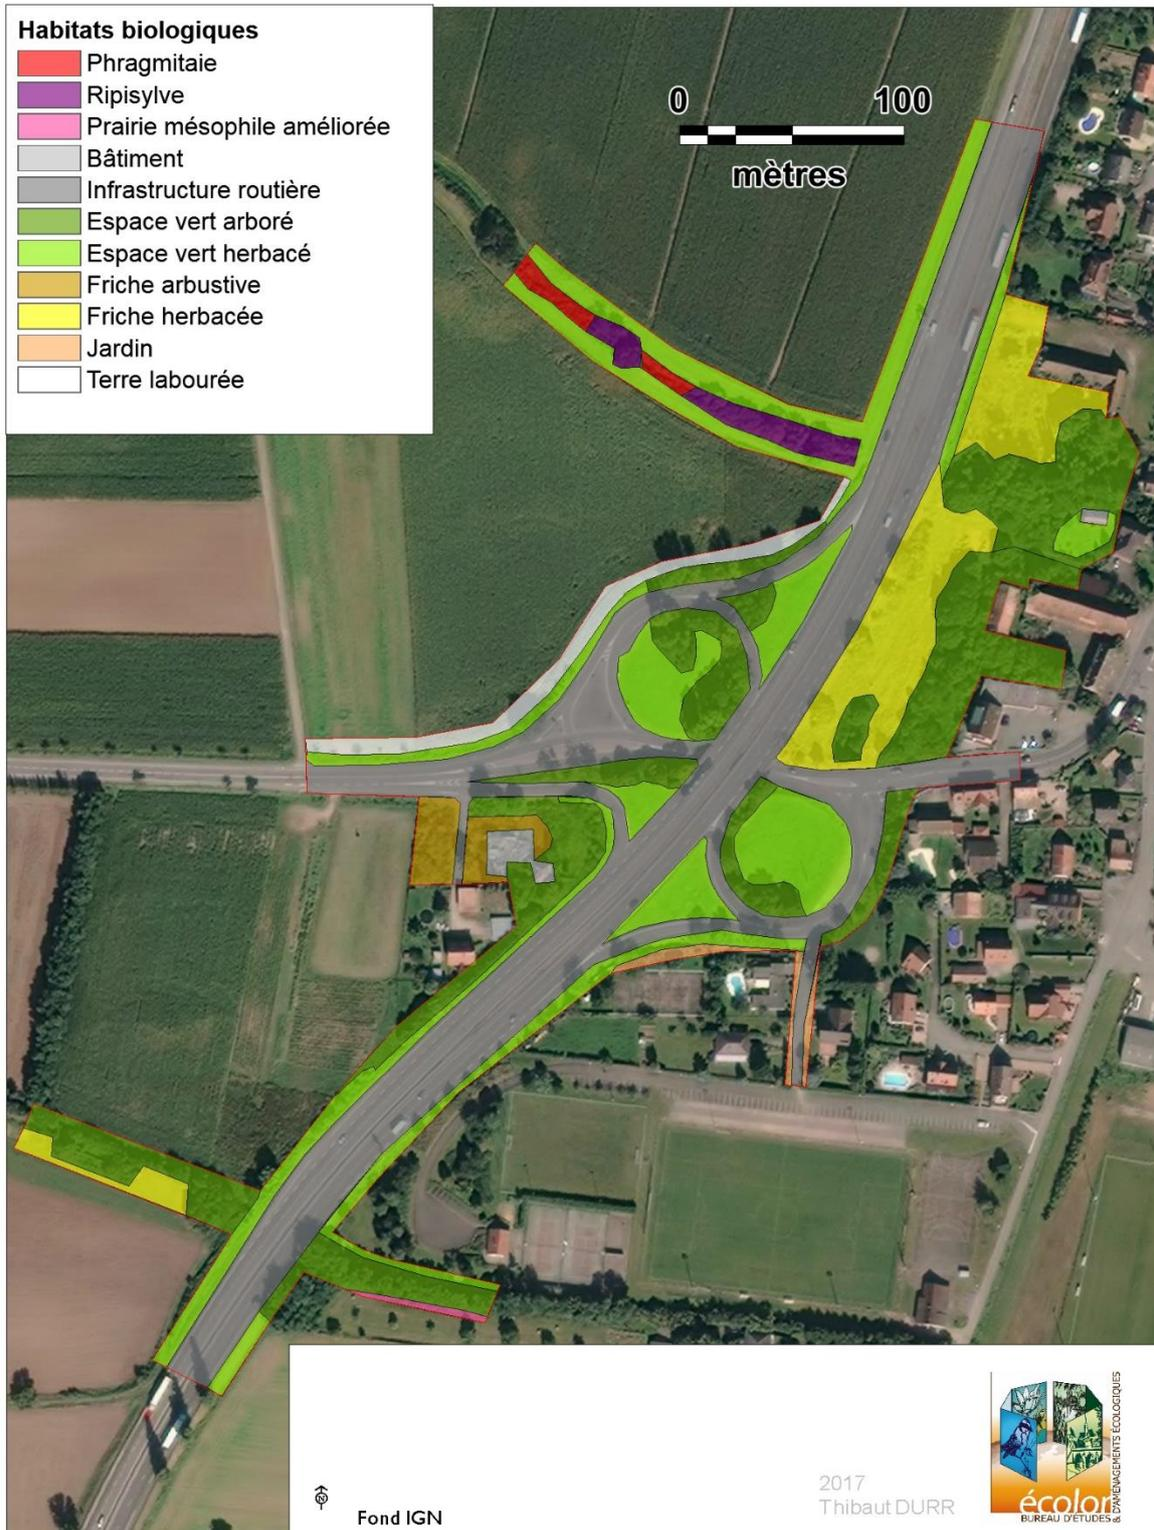 Habitats biologiques
Phragmitaie
Ripisylve
Prairie mésophile améliorée
Bâtiment
Infrastructure routière
Espace vert arboré
Espace vert herbacé
Friche arbustive
Friche herbacée
Jardin
Terre labourée
0 100
mètres
N
Fond IGN
2017
Thibaut DURR
écolor
BUREAU D'ÉTUDES
& D'AMÉNAGEMENTS ÉCOLOGIQUES